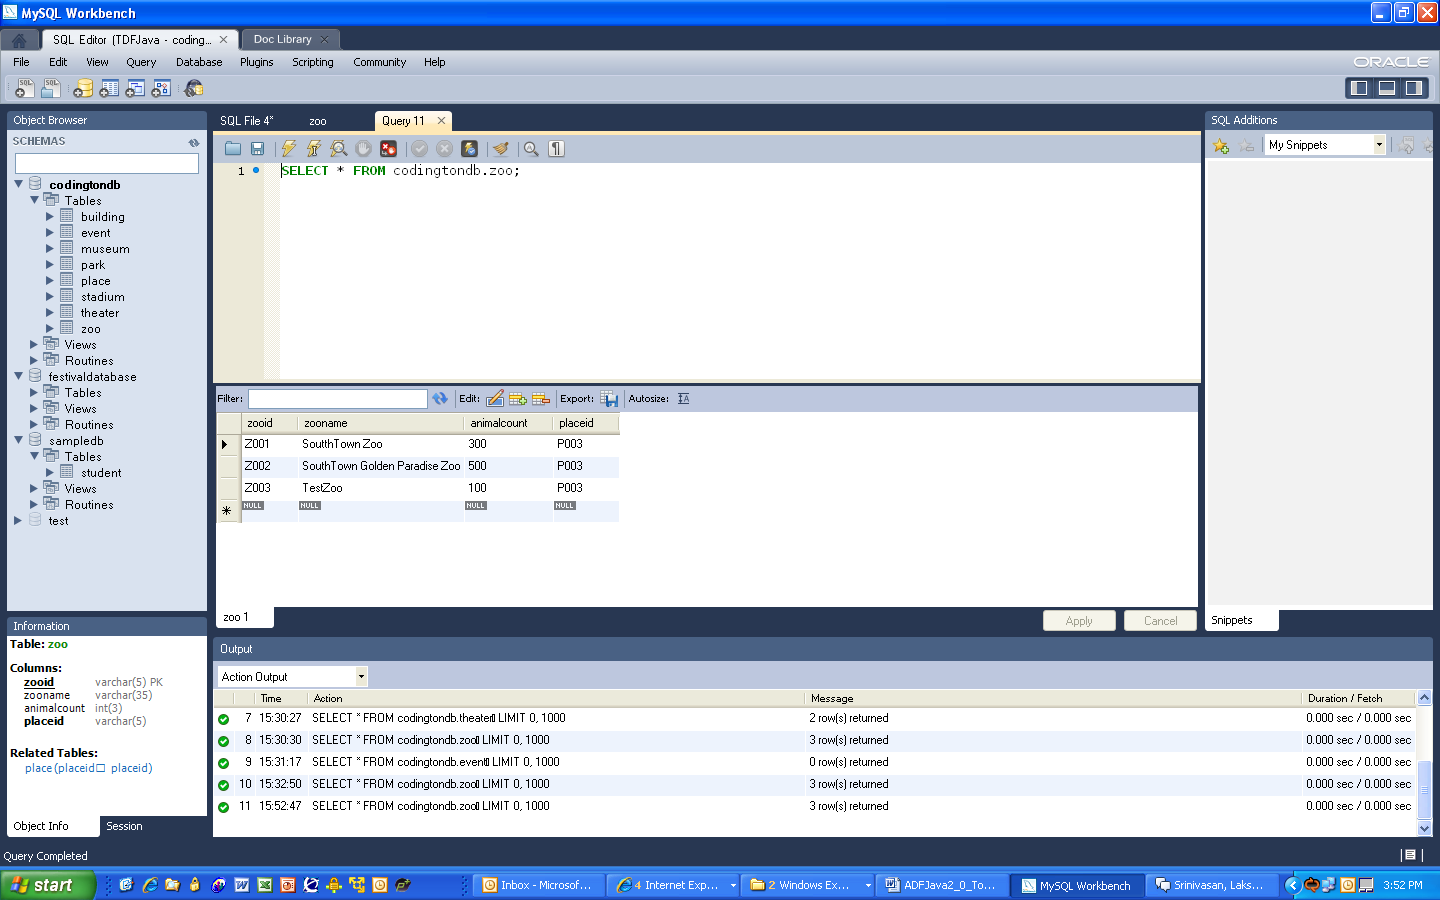 MySQL Workbench
SQL Editor (TDFJava - coding...
Doc Library
File Edit View Query Database Plugins Scripting Community Help
ORACLE
Object Browser
SCHEMAS
codingtondb
Tables
building
event
museum
park
place
stadium
theater
zoo
Views
Routines
festivaldatabase
Tables
Views
Routines
sampledb
Tables
student
Views
Routines
test
Information
Table: zoo
Columns:
zooid varchar(5) PK
zooname varchar(35)
animalcount int(3)
placeid varchar(5)
Related Tables:
place (placeid□ placeid)
Object Info Session
SQL File 4* zoo Query 11
1 SELECT * FROM codingtondb.zoo;
Filter: Edit: Export: Autosize:
zooid zooname animalcount placeid
Z001 SoutthTown Zoo 300 P003
Z002 SouthTown Golden Paradise Zoo 500 P003
Z003 TestZoo 100 P003
NULL NULL NULL NULL
zoo 1
Apply Cancel
SQL Additions
My Snippets
Snippets
Output
Action Output
Time Action Message Duration / Fetch
7 15:30:27 SELECT * FROM codingtondb.theater▯ LIMIT 0, 1000 2 row(s) returned 0.000 sec / 0.000 sec
8 15:30:30 SELECT * FROM codingtondb.zoo▯ LIMIT 0, 1000 3 row(s) returned 0.000 sec / 0.000 sec
9 15:31:17 SELECT * FROM codingtondb.event▯ LIMIT 0, 1000 0 row(s) returned 0.000 sec / 0.000 sec
10 15:32:50 SELECT * FROM codingtondb.zoo▯ LIMIT 0, 1000 3 row(s) returned 0.000 sec / 0.000 sec
11 15:52:47 SELECT * FROM codingtondb.zoo▯ LIMIT 0, 1000 3 row(s) returned 0.000 sec / 0.000 sec
Query Completed
start
Inbox - Microsof...
4 Internet Exp...
2 Windows Ex...
ADFJava2_0_To...
MySQL Workbench
Srinivasan, Laks...
3:52 PM